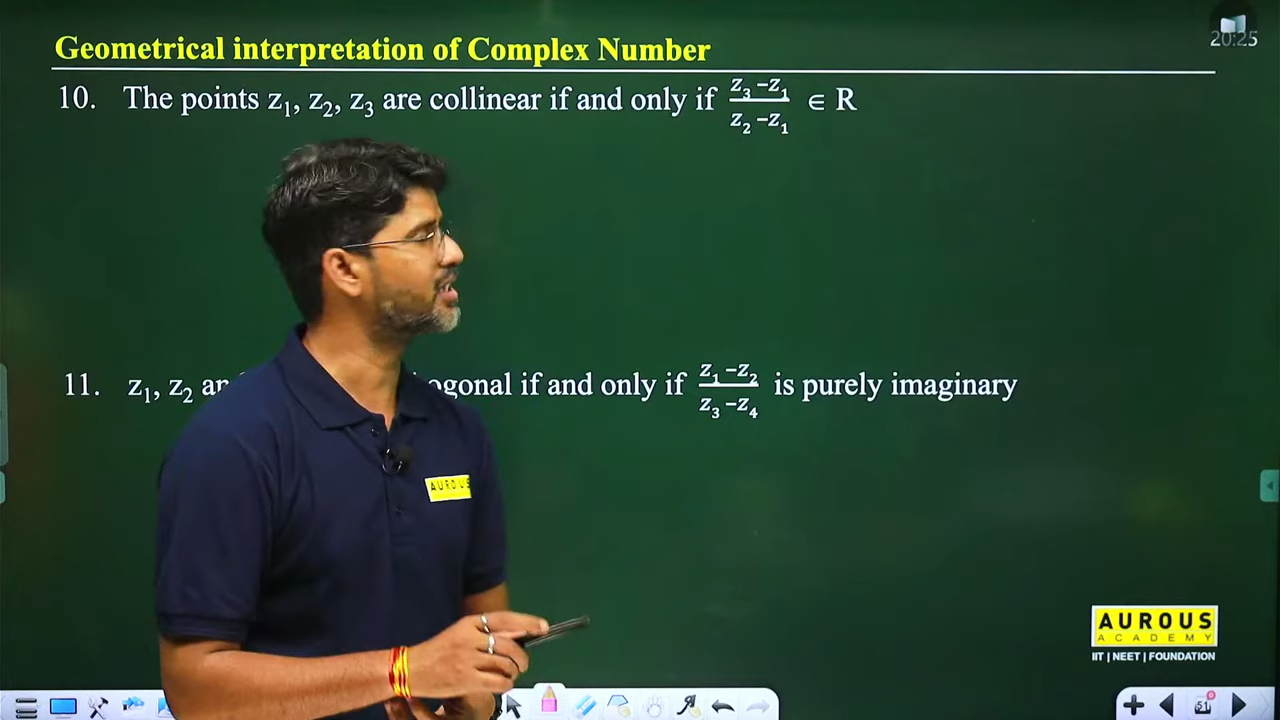 20:25
Geometrical interpretation of Complex Number
10. The points z₁, z₂, z₃ are collinear if and only if (z₃ –z₁)/(z₂ –z₁) ∈ R
11. z₁, z₂ if and only if (z₁ –z₂)/(z₃ –z₄) is purely imaginary
AUROUS
AUROUS
ACADEMY
IIT | NEET | FOUNDATION
51